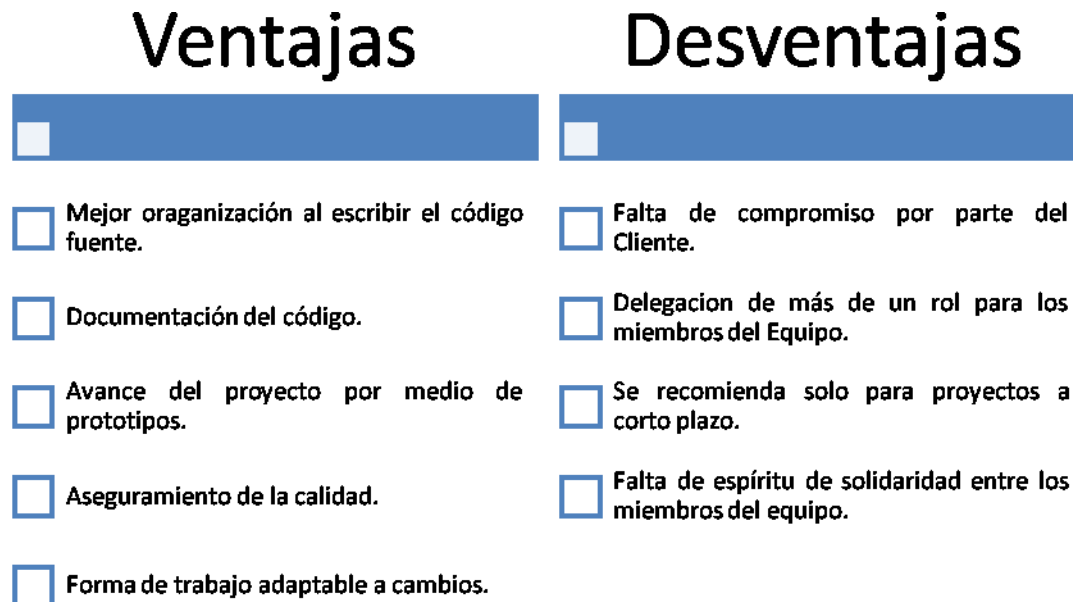 Ventajas
Mejor oraganización al escribir el código
fuente.
Documentación del código.
Avance del proyecto por medio de
prototipos.
Aseguramiento de la calidad.
Forma de trabajo adaptable a cambios.
Desventajas
Falta de compromiso por parte del
Cliente.
Delegacion de más de un rol para los
miembros del Equipo.
Se recomienda solo para proyectos a
corto plazo.
Falta de espíritu de solidaridad entre los
miembros del equipo.